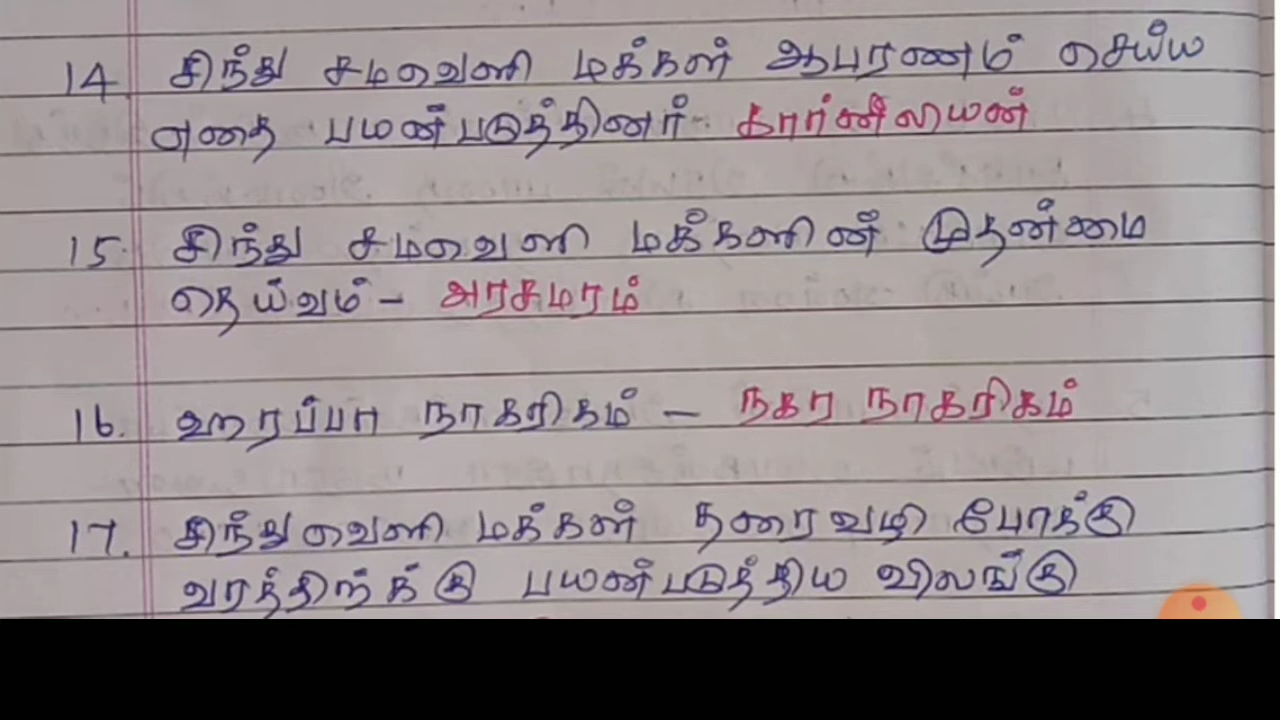 14. சிந்து சமவெளி மக்கள் ஆபரணம் செய்ய
எதை பயன்படுத்தினர் - கார்னிலியன்
15. சிந்து சமவெளி மக்களின் முதன்மை
தெய்வம் - அரசமரம்
16. ஹரப்பா நாகரிகம் - நகர நாகரிகம்
17. சிந்துவெளி மக்கள் தரைவழி போக்கு
வரத்திற்க்கு பயன்படுத்திய விலங்கு